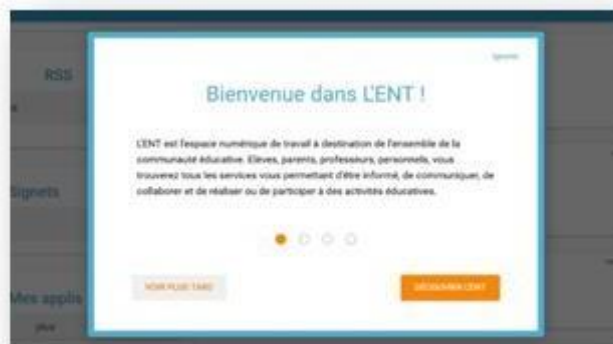 Ignorer
RSS
Bienvenue dans L'ENT !
L'ENT est l'espace numérique de travail à destination de l'ensemble de la
communauté éducative. Elèves, parents, professeurs, personnels, vous
trouverez tous les services vous permettant d'être informé, de communiquer, de
collaborer et de réaliser ou de participer à des activités éducatives.
Signets
VOIR PLUS TARD
DÉCOUVRIR L'ENT
Mes applis
plus